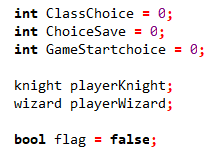 int ClassChoice = 0;
int ChoiceSave = 0;
int GameStartchoice = 0;
knight playerKnight;
wizard playerWizard;
bool flag = false;